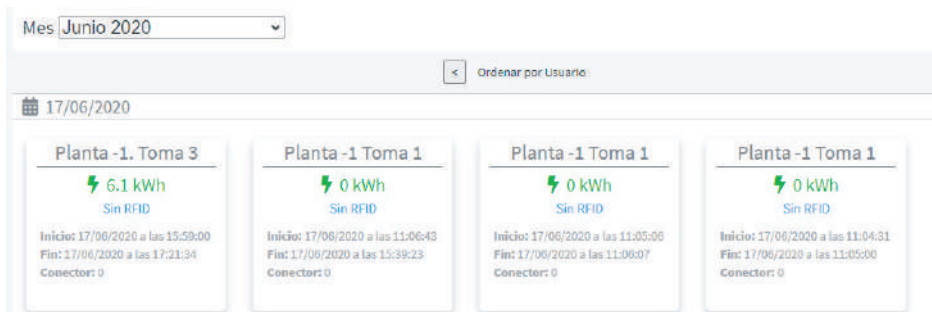 Mes Junio 2020
< Ordenar por Usuario
17/06/2020
Planta -1. Toma 3
6.1 kWh
Sin RFID
Inicio: 17/06/2020 a las 15:59:00
Fin: 17/06/2020 a las 17:21:34
Conector: 0
Planta -1 Toma 1
0 kWh
Sin RFID
Inicio: 17/06/2020 a las 11:06:43
Fin: 17/06/2020 a las 15:39:23
Conector: 0
Planta -1 Toma 1
0 kWh
Sin RFID
Inicio: 17/06/2020 a las 11:05:06
Fin: 17/06/2020 a las 11:06:07
Conector: 0
Planta -1 Toma 1
0 kWh
Sin RFID
Inicio: 17/06/2020 a las 11:04:31
Fin: 17/06/2020 a las 11:05:00
Conector: 0